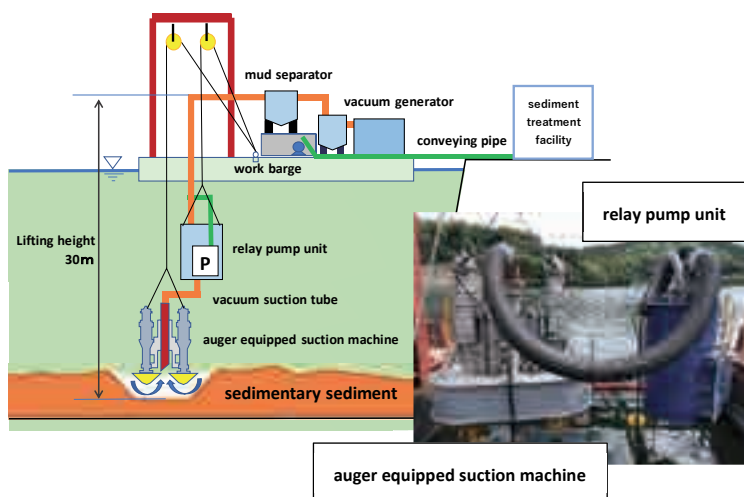 mud separator
vacuum generator
sediment
treatment
facility
conveying pipe
work barge
relay pump unit
Lifting height
30m
relay pump unit
P
vacuum suction tube
auger equipped suction machine
sedimentary sediment
auger equipped suction machine